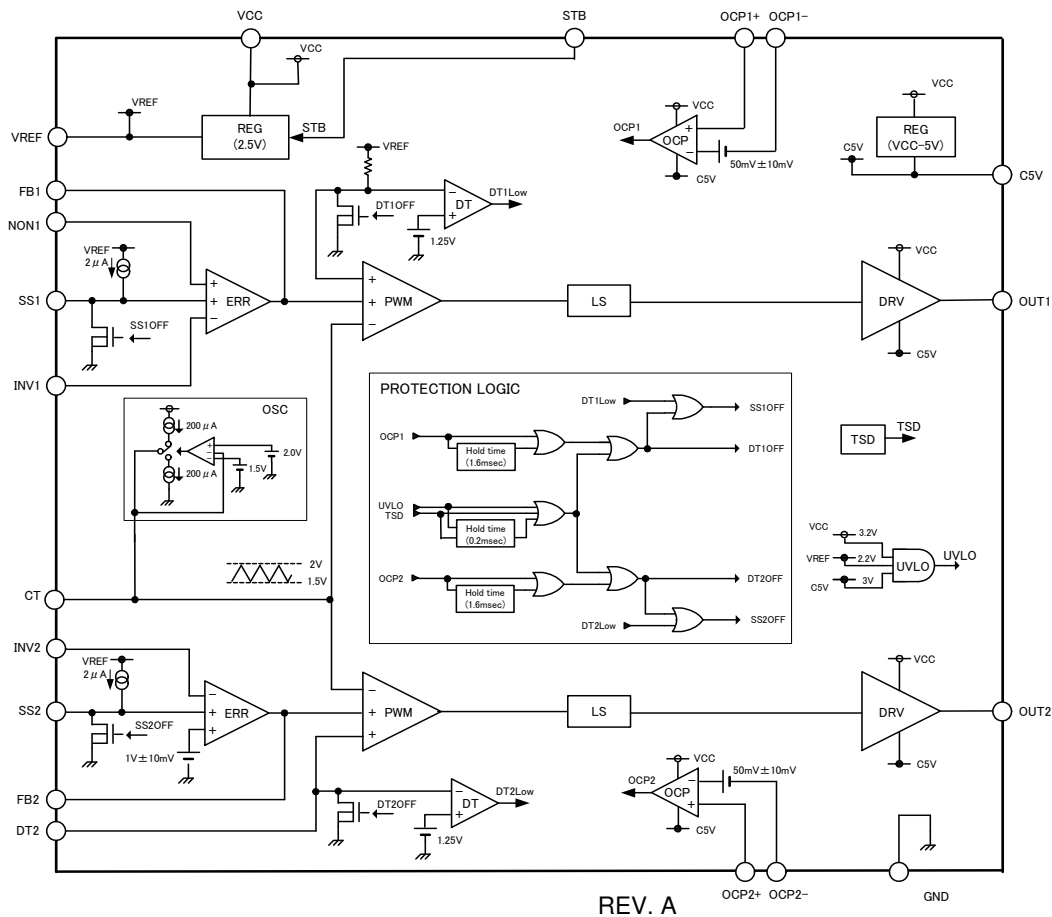 VCC
STB
OCP1+
OCP1-
VCC
VREF
VREF
REG
(2.5V)
STB
VCC
OCP1
+
OCP
-
50mV±10mV
C5V
VCC
REG
(VCC-5V)
C5V
C5V
FB1
VREF
DT1OFF
-
DT
+
DT1Low
1.25V
NON1
VREF
2μA
SS1
+
+
-
ERR
SS1OFF
+
+
-
PWM
LS
VCC
DRV
C5V
OUT1
INV1
OSC
200μA
200μA
+
-
-
2.0V
1.5V
PROTECTION LOGIC
DT1Low
SS1OFF
OCP1
Hold time
(1.6msec)
DT1OFF
UVLO
TSD
Hold time
(0.2msec)
OCP2
Hold time
(1.6msec)
DT2OFF
DT2Low
SS2OFF
TSD
TSD
VCC
3.2V
VREF
2.2V
C5V
3V
UVLO
UVLO
2V
1.5V
CT
INV2
VREF
2μA
SS2
-
+
+
ERR
SS2OFF
1V±10mV
-
+
+
PWM
LS
VCC
DRV
C5V
OUT2
FB2
DT2
DT2OFF
-
DT
+
DT2Low
1.25V
VCC
OCP2
-
OCP
+
50mV±10mV
C5V
OCP2+
OCP2-
GND
REV. A